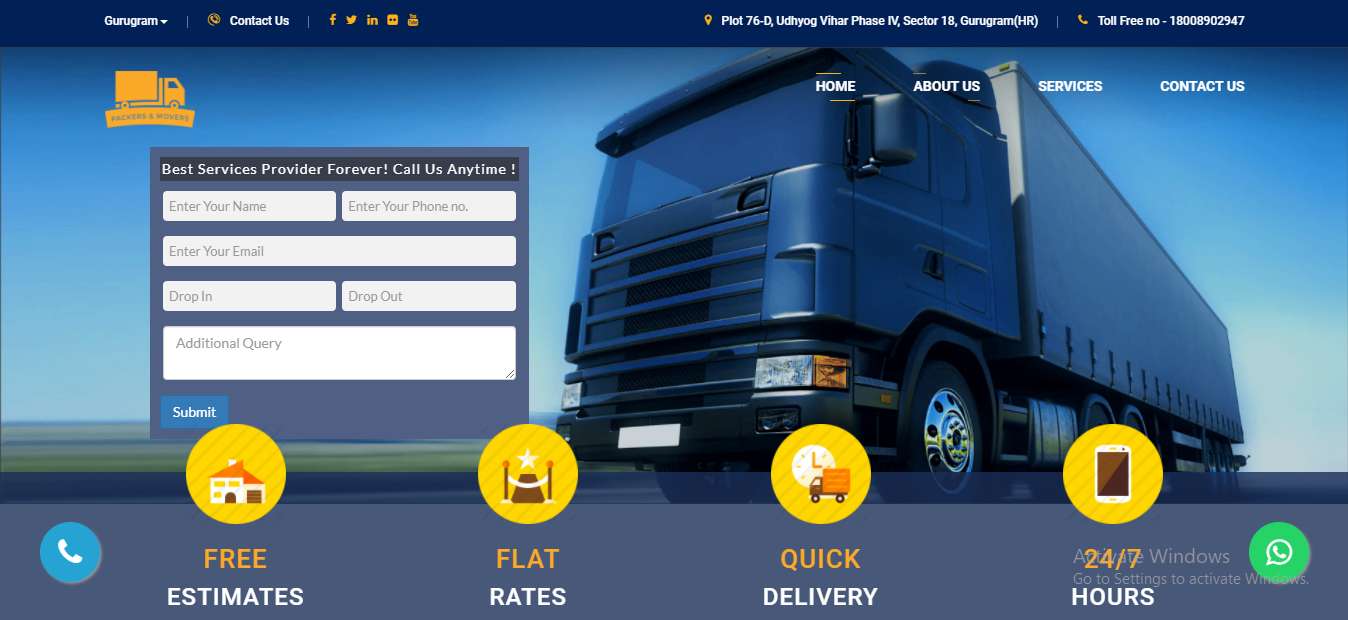 Gurugram
Contact Us
Plot 76-D, Udhyog Vihar Phase IV, Sector 18, Gurugram(HR)
Toll Free no - 18008902947
PACKERS & MOVERS
HOME
ABOUT US
SERVICES
CONTACT US
Best Services Provider Forever! Call Us Anytime !
Enter Your Name
Enter Your Phone no.
Enter Your Email
Drop In
Drop Out
Additional Query
Submit
FREE
ESTIMATES
FLAT
RATES
QUICK
DELIVERY
24/7
HOURS
Activate Windows
Go to Settings to activate Windows.